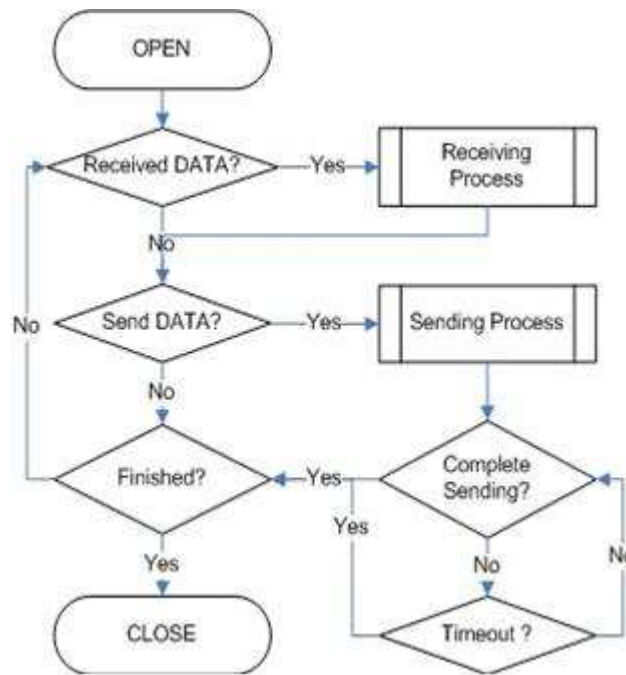 OPEN
Received DATA?
Yes
Receiving
Process
No
Send DATA?
Yes
Sending Process
No
No
Finished?
Yes
Complete
Sending?
Yes
No
No
Yes
CLOSE
Timeout ?